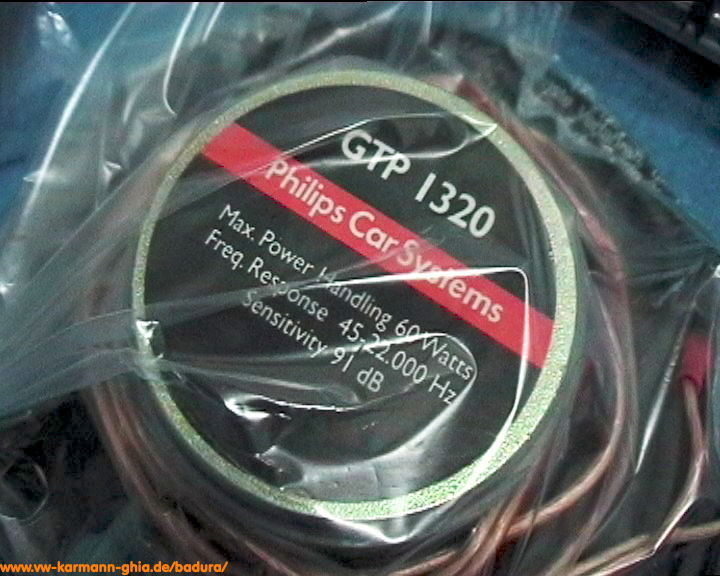 GTP 1320
Philips Car Systems
Max. Power Handling 60 Watts
Freq. Response 45-22.000 Hz
Sensitivity 91 dB
www.vw-karmann-ghia.de/badura/